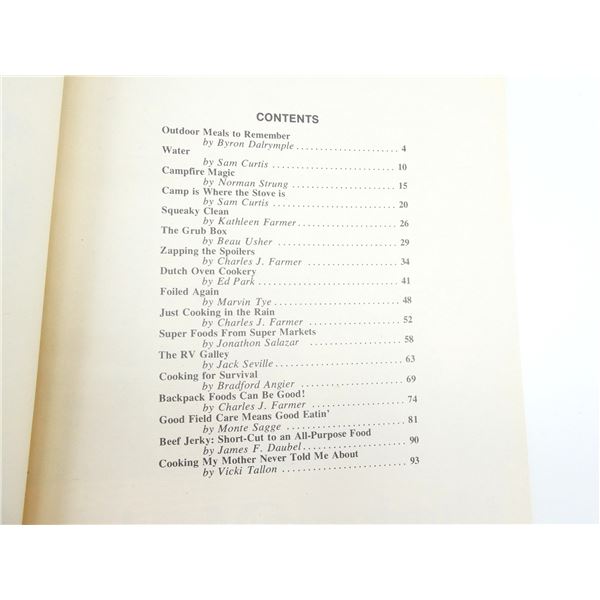 CONTENTS
Outdoor Meals to Remember
by Byron Dalrymple . . . . . . . . . . . . . . . . . . . . . 4
Water
by Sam Curtis . . . . . . . . . . . . . . . . . . . . . . . . . 10
Campfire Magic
by Norman Strung . . . . . . . . . . . . . . . . . . . . . . 15
Camp is Where the Stove is
by Sam Curtis . . . . . . . . . . . . . . . . . . . . . . . . . 20
Squeaky Clean
by Kathleen Farmer . . . . . . . . . . . . . . . . . . . . . 26
The Grub Box
by Beau Usher . . . . . . . . . . . . . . . . . . . . . . . . 29
Zapping the Spoilers
by Charles J. Farmer . . . . . . . . . . . . . . . . . . . 34
Dutch Oven Cookery
by Ed Park . . . . . . . . . . . . . . . . . . . . . . . . . . . 41
Foiled Again
by Marvin Tye . . . . . . . . . . . . . . . . . . . . . . . . 48
Just Cooking in the Rain
by Charles J. Farmer . . . . . . . . . . . . . . . . . . . 52
Super Foods From Super Markets
by Jonathon Salazar . . . . . . . . . . . . . . . . . . . 58
The RV Galley
by Jack Seville . . . . . . . . . . . . . . . . . . . . . . . . 63
Cooking for Survival
by Bradford Angier . . . . . . . . . . . . . . . . . . . . 69
Backpack Foods Can Be Good!
by Charles J. Farmer . . . . . . . . . . . . . . . . . . . 74
Good Field Care Means Good Eatin'
by Monte Sagge . . . . . . . . . . . . . . . . . . . . . . . 81
Beef Jerky: Short-Cut to an All-Purpose Food
by James F. Daubel . . . . . . . . . . . . . . . . . . . . 90
Cooking My Mother Never Told Me About
by Vicki Tallon . . . . . . . . . . . . . . . . . . . . . . . . 93